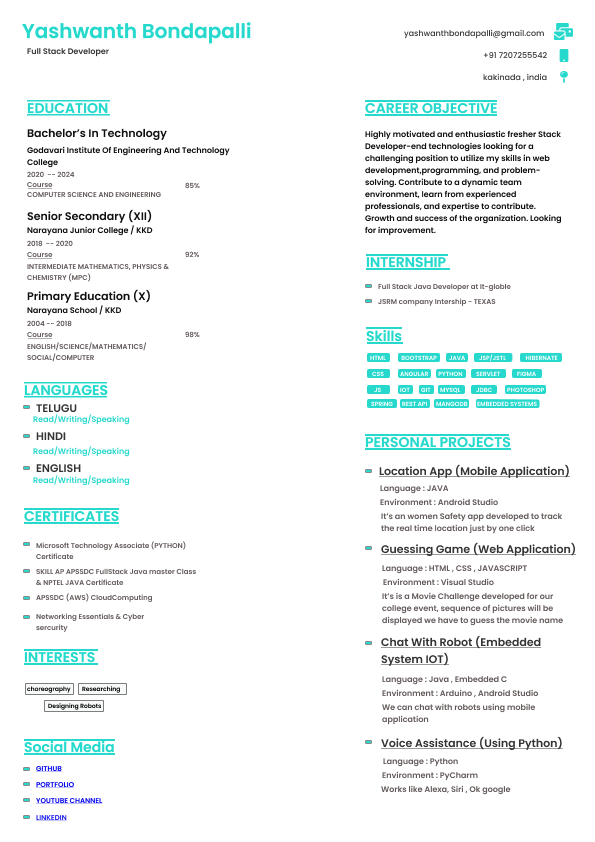 Yashwanth Bondapalli
Full Stack Developer
yashwanthbondapalli@gmail.com
+91 7207255542
kakinada , india
EDUCATION
Bachelor's In Technology
Godavari Institute Of Engineering And Technology
College
2020 -- 2024
Course 85%
COMPUTER SCIENCE AND ENGINEERING
Senior Secondary (XII)
Narayana Junior College / KKD
2018 -- 2020
Course 92%
INTERMEDIATE MATHEMATICS, PHYSICS &
CHEMISTRY (MPC)
Primary Education (X)
Narayana School / KKD
2004 -- 2018
Course 98%
ENGLISH/SCIENCE/MATHEMATICS/
SOCIAL/COMPUTER
LANGUAGES
TELUGU
Read/Writing/Speaking
HINDI
Read/Writing/Speaking
ENGLISH
Read/Writing/Speaking
CERTIFICATES
Microsoft Technology Associate (PYTHON)
Certificate
SKILL AP APSSDC FullStack Java master Class
& NPTEL JAVA Certificate
APSSDC (AWS) CloudComputing
Networking Essentials & Cyber
sercurity
INTERESTS
choreography Researching
Designing Robots
Social Media
GITHUB
PORTFOLIO
YOUTUBE CHANNEL
LINKEDIN
CAREER OBJECTIVE
Highly motivated and enthusiastic fresher Stack
Developer-end technologies looking for a
challenging position to utilize my skills in web
development,programming, and problem-
solving. Contribute to a dynamic team
environment, learn from experienced
professionals, and expertise to contribute.
Growth and success of the organization. Looking
for improvement.
INTERNSHIP
Full Stack Java Developer at It-globle
JSRM company Intership - TEXAS
Skills
HTML BOOTSTRAP JAVA JSP/JSTL HIBERNATE
CSS ANGULAR PYTHON SERVLET FIGMA
JS IOT GIT MYSQL JDBC PHOTOSHOP
SPRING REST API MANGODB EMBEDDED SYSTEMS
PERSONAL PROJECTS
Location App (Mobile Application)
Language : JAVA
Environment : Android Studio
It's an women Safety app developed to track
the real time location just by one click
Guessing Game (Web Application)
Language : HTML , CSS , JAVASCRIPT
Environment : Visual Studio
It's is a Movie Challenge developed for our
college event, sequence of pictures will be
displayed we have to guess the movie name
Chat With Robot (Embedded
System IOT)
Language : Java , Embedded C
Environment : Arduino , Android Studio
We can chat with robots using mobile
application
Voice Assistance (Using Python)
Language : Python
Environment : PyCharm
Works like Alexa, Siri , Ok google